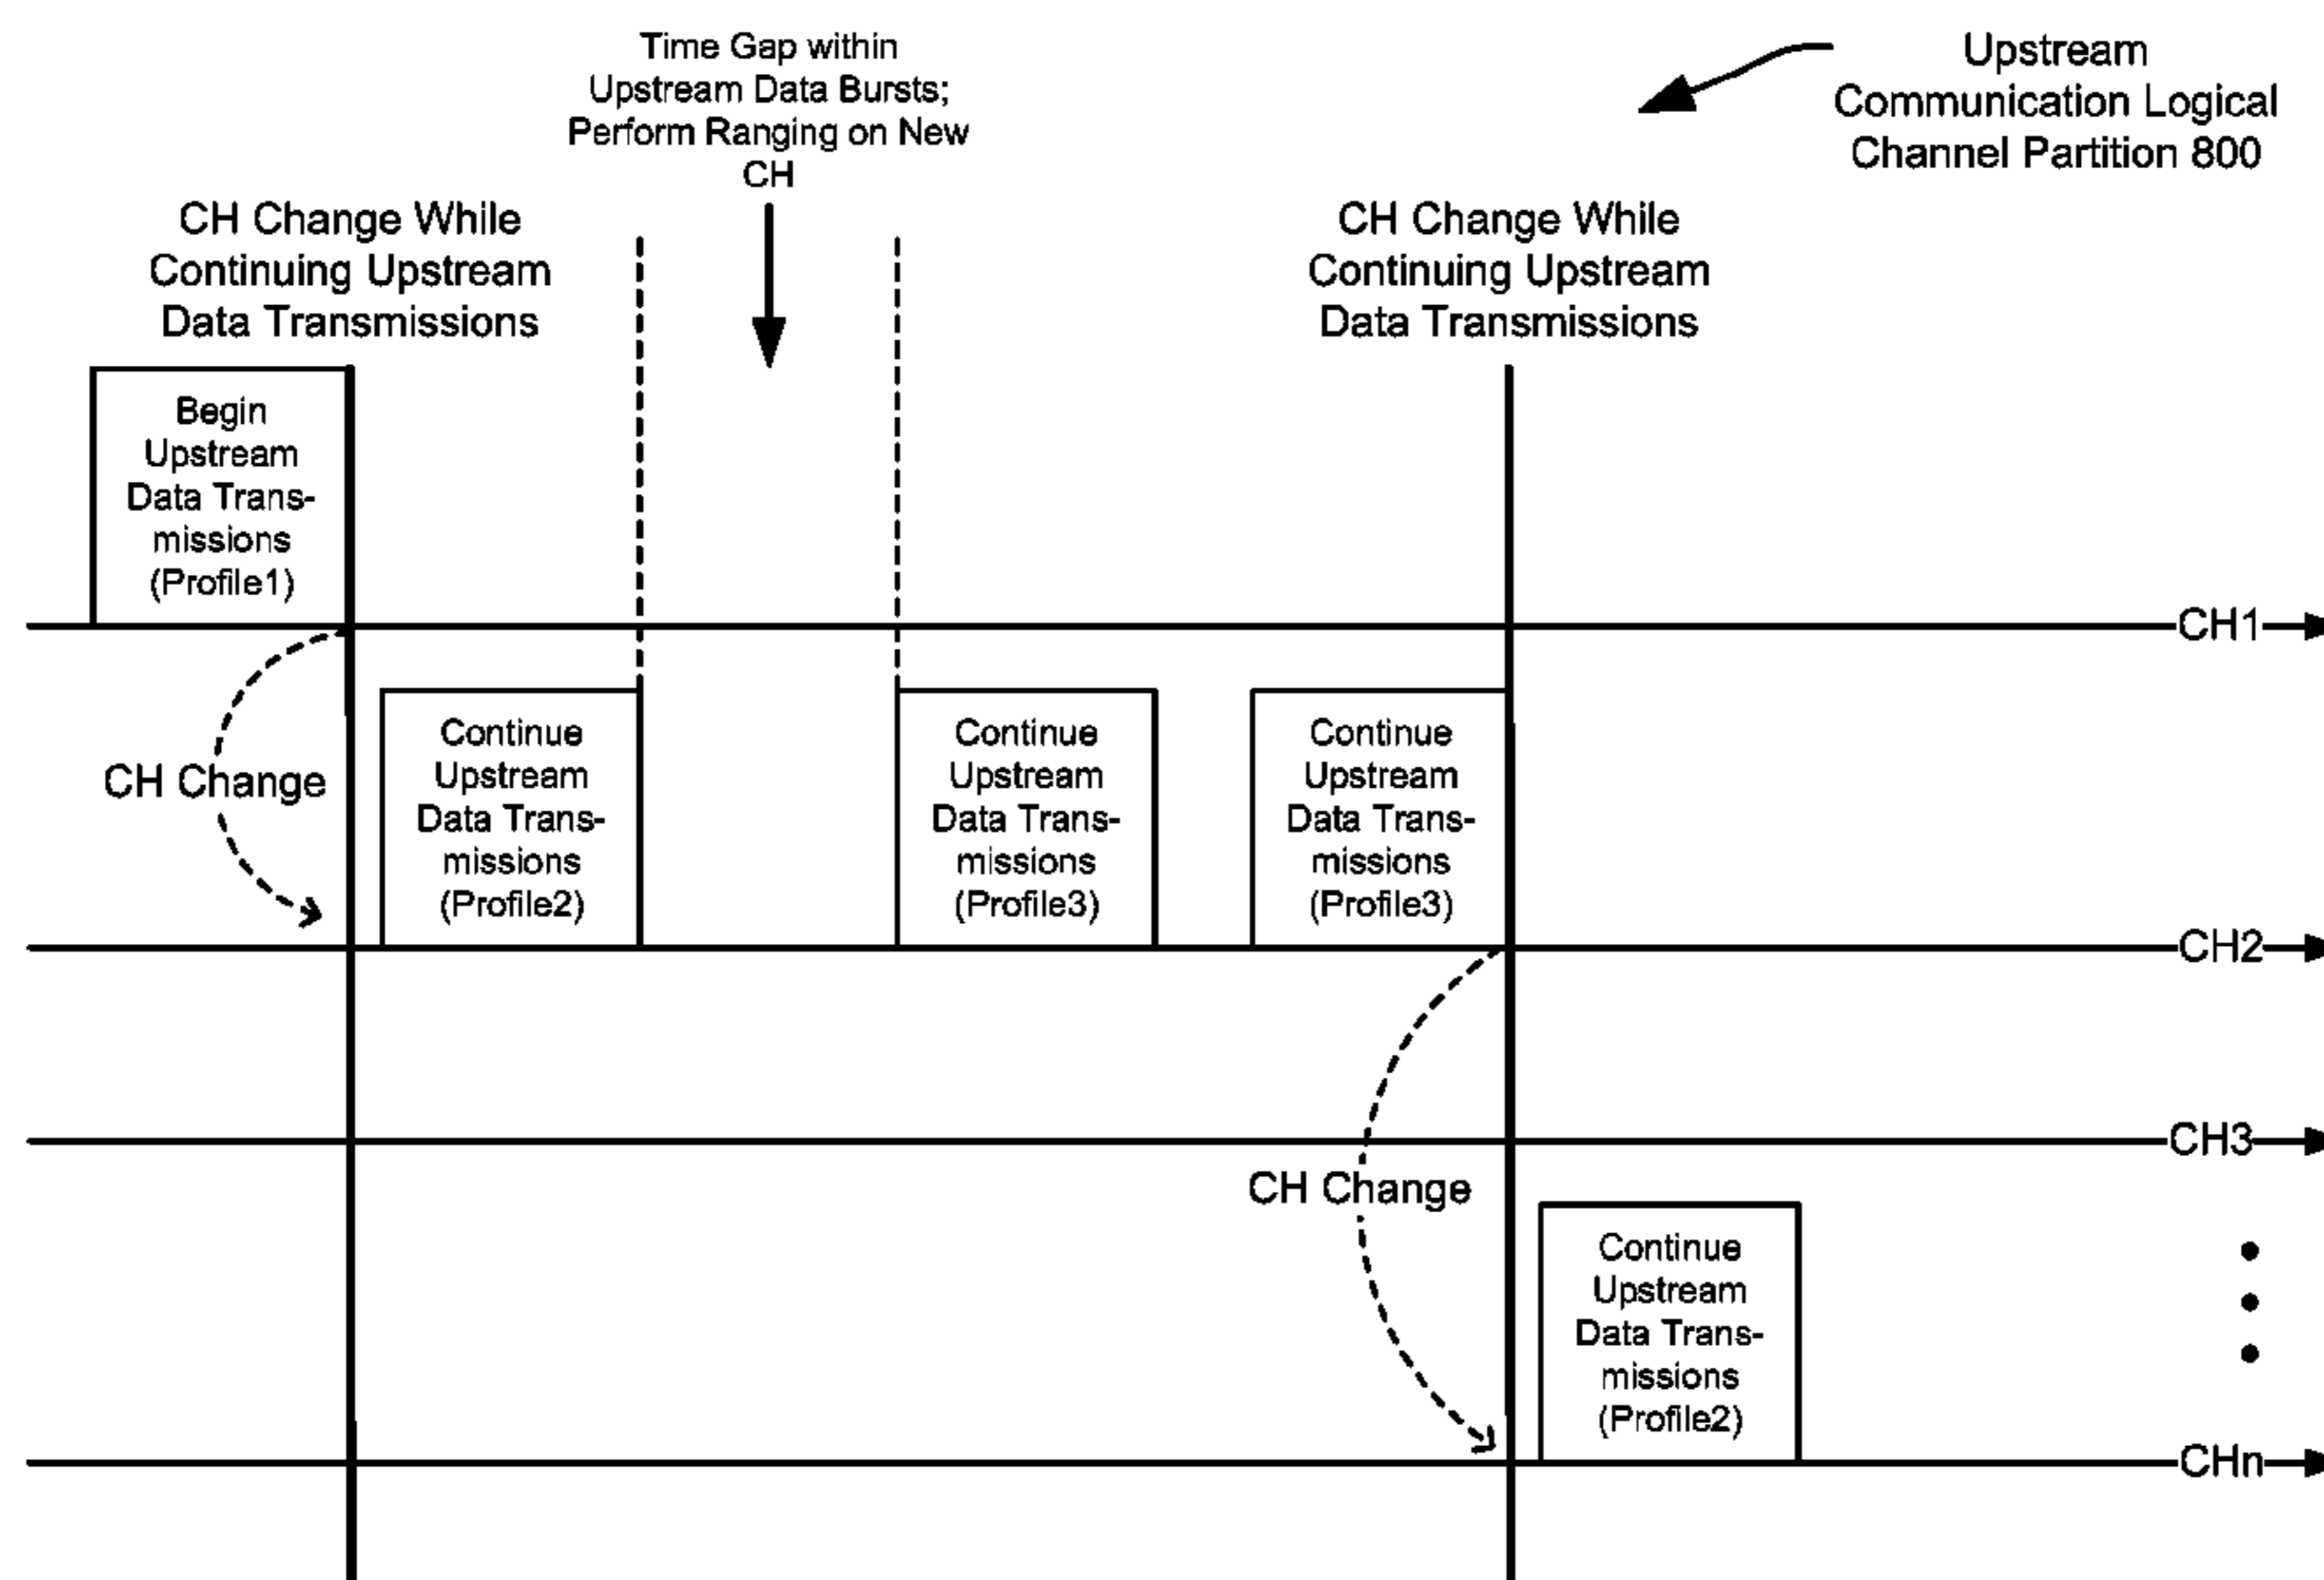 Time Gap within
Upstream Data Bursts;
Perform Ranging on New
CH
Upstream
Communication Logical
Channel Partition 800
CH Change While
Continuing Upstream
Data Transmissions
CH Change While
Continuing Upstream
Data Transmissions
Begin
Upstream
Data Trans-
missions
(Profile1)
CH1
CH Change
Continue
Upstream
Data Trans-
missions
(Profile2)
Continue
Upstream
Data Trans-
missions
(Profile3)
Continue
Upstream
Data Trans-
missions
(Profile3)
CH2
CH3
CH Change
Continue
Upstream
Data Trans-
missions
(Profile2)
CHn